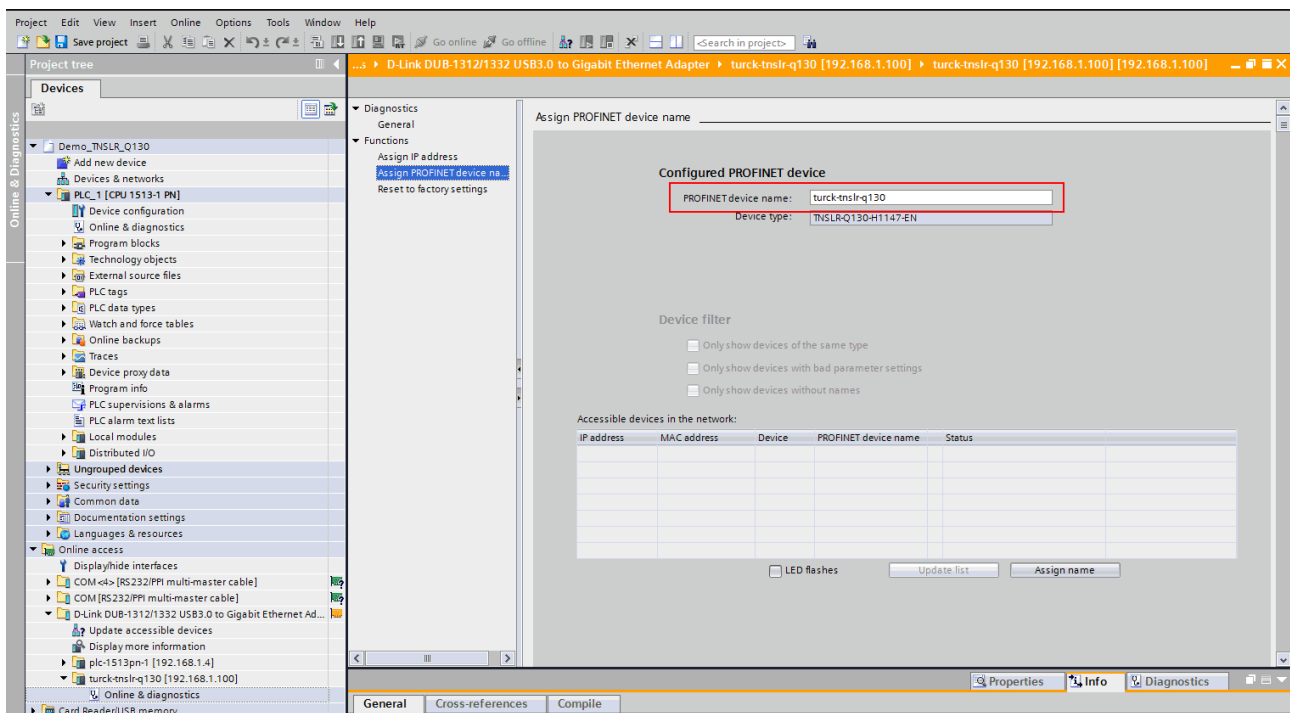 Project Edit View Insert Online Options Tools Window Help
Save project Go online Go offline <Search in project>
Project tree
...s ▸ D-Link DUB-1312/1332 USB3.0 to Gigabit Ethernet Adapter ▸ turck-tnslr-q130 [192.168.1.100] ▸ turck-tnslr-q130 [192.168.1.100] [192.168.1.100]
Online & Diagnostics
Devices
Demo_TNSLR_Q130
Add new device
Devices & networks
PLC_1 [CPU 1513-1 PN]
Device configuration
Online & diagnostics
Program blocks
Technology objects
External source files
PLC tags
PLC data types
Watch and force tables
Online backups
Traces
Device proxy data
Program info
PLC supervisions & alarms
PLC alarm text lists
Local modules
Distributed I/O
Ungrouped devices
Security settings
Common data
Documentation settings
Languages & resources
Online access
Display/hide interfaces
COM <4> [RS232/PPI multi-master cable]
COM [RS232/PPI multi-master cable]
D-Link DUB-1312/1332 USB3.0 to Gigabit Ethernet Ad...
Update accessible devices
Display more information
plc-1513pn-1 [192.168.1.4]
turck-tnslr-q130 [192.168.1.100]
Online & diagnostics
Card Reader/USB memory
Diagnostics
General
Functions
Assign IP address
Assign PROFINET device na...
Reset to factory settings
Assign PROFINET device name
Configured PROFINET device
PROFINET device name: turck-tnslr-q130
Device type: TNSLR-Q130-H1147-EN
Device filter
Only show devices of the same type
Only show devices with bad parameter settings
Only show devices without names
Accessible devices in the network:
IP address MAC address Device PROFINET device name Status
LED flashes Update list Assign name
Properties Info Diagnostics
General Cross-references Compile